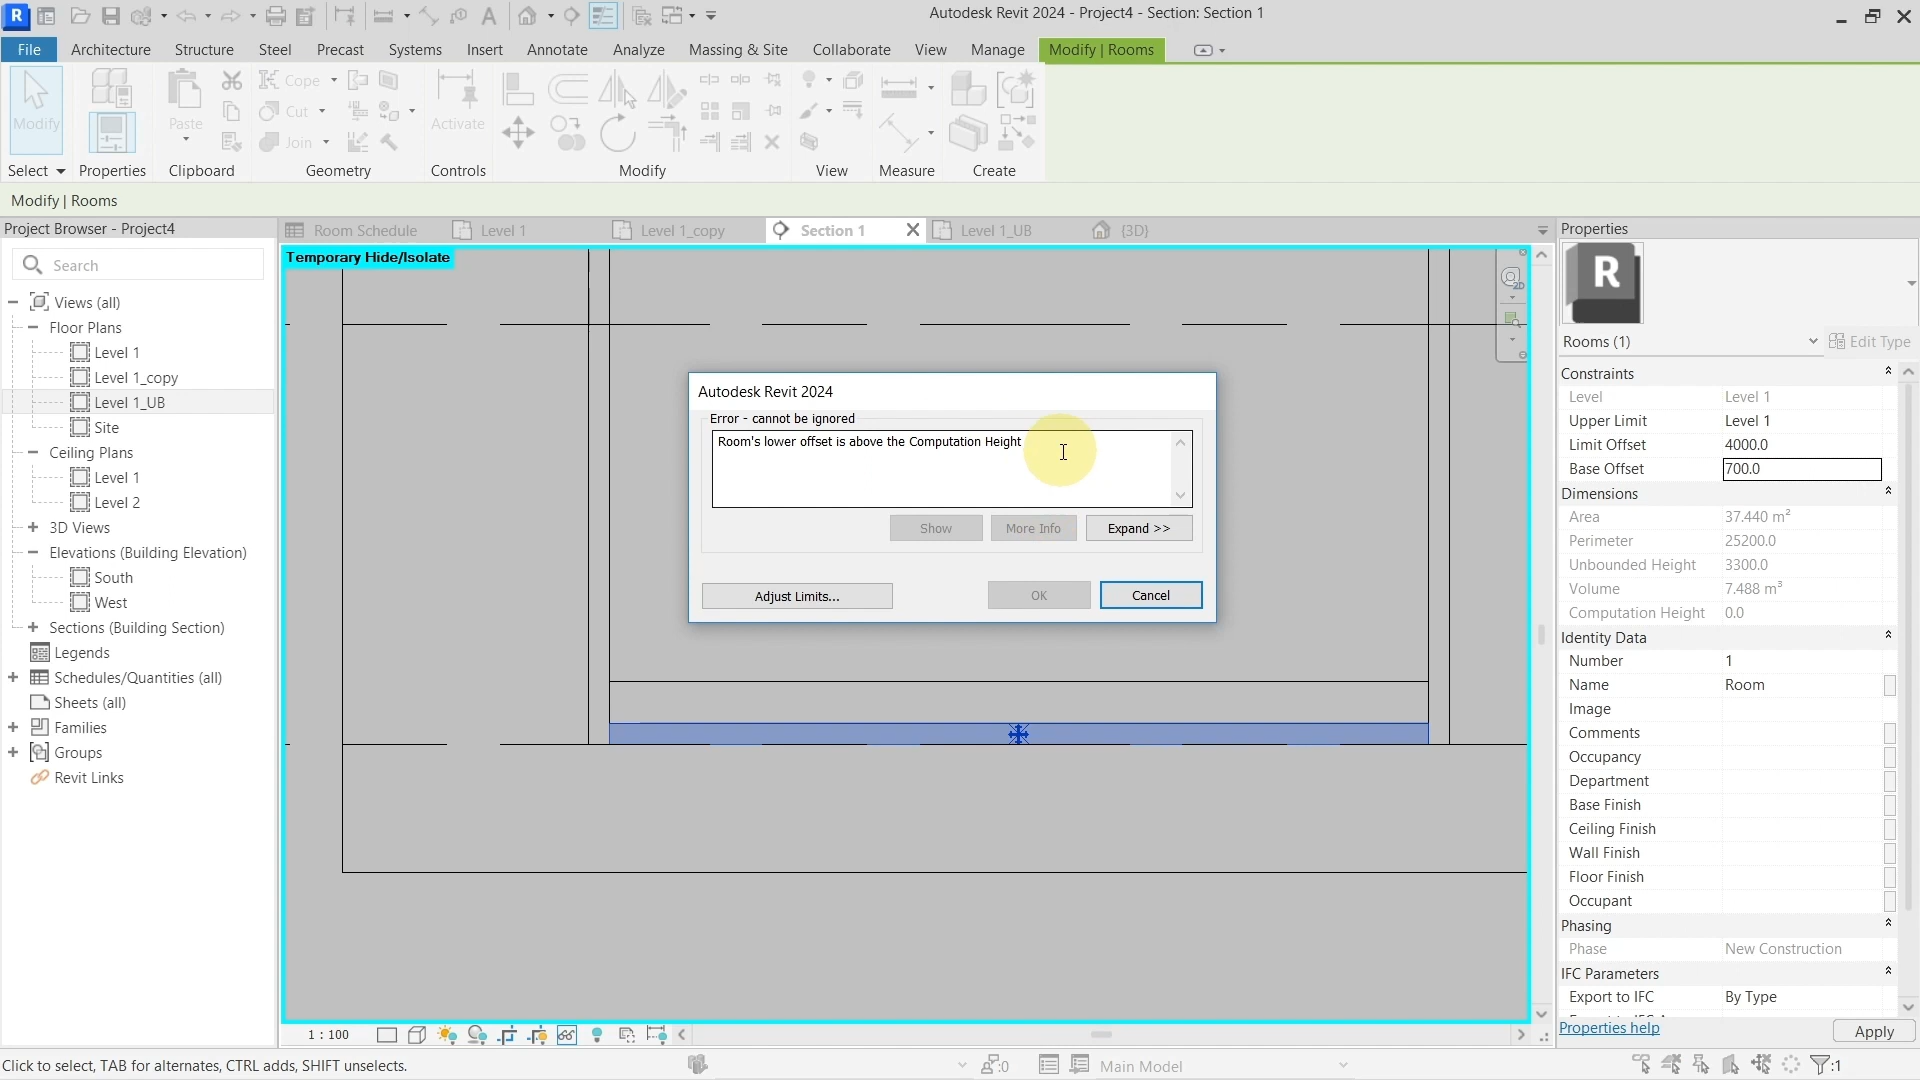 Autodesk Revit 2024 - Project4 - Section: Section 1
File Architecture Structure Steel Precast Systems Insert Annotate Analyze Massing & Site Collaborate View Manage Modify | Rooms
Modify Paste Cope Cut Join Activate
Select Properties Clipboard Geometry Controls Modify View Measure Create
Modify | Rooms
Project Browser - Project4
Search
Views (all)
Floor Plans
Level 1
Level 1_copy
Level 1_UB
Site
Ceiling Plans
Level 1
Level 2
3D Views
Elevations (Building Elevation)
South
West
Sections (Building Section)
Legends
Schedules/Quantities (all)
Sheets (all)
Families
Groups
Revit Links
Room Schedule Level 1 Level 1_copy Section 1 Level 1_UB {3D}
Temporary Hide/Isolate
2D
Autodesk Revit 2024
Error - cannot be ignored
Room's lower offset is above the Computation Height
Show More Info Expand >>
Adjust Limits... OK Cancel
Properties
R
Rooms (1) Edit Type
Constraints
Level Level 1
Upper Limit Level 1
Limit Offset 4000.0
Base Offset 700.0
Dimensions
Area 37.440 m²
Perimeter 25200.0
Unbounded Height 3300.0
Volume 7.488 m³
Computation Height 0.0
Identity Data
Number 1
Name Room
Image
Comments
Occupancy
Department
Base Finish
Ceiling Finish
Wall Finish
Floor Finish
Occupant
Phasing
Phase New Construction
IFC Parameters
Export to IFC By Type
Properties help Apply
1 : 100
Click to select, TAB for alternates, CTRL adds, SHIFT unselects. :0 Main Model :1